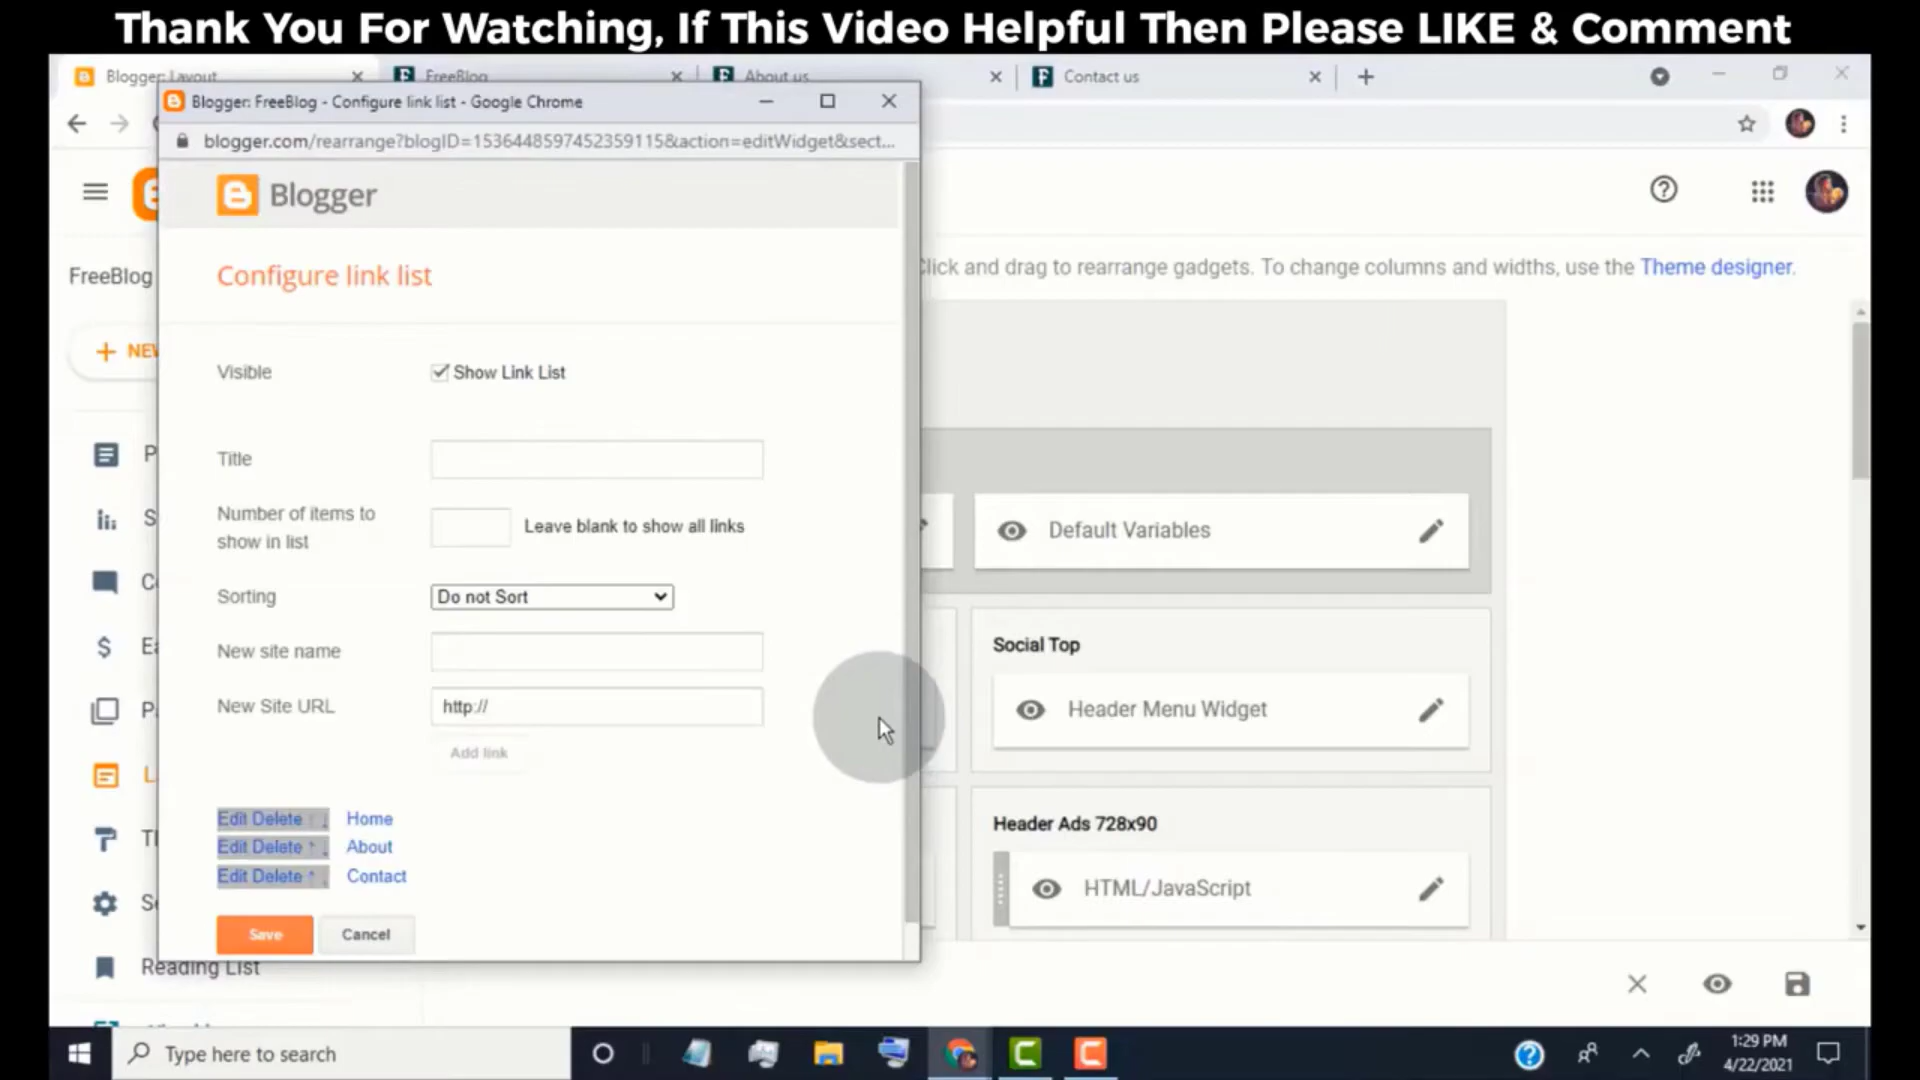 Thank You For Watching, If This Video Helpful Then Please LIKE & Comment
Blogger: Layout
FreeBlog
About us
Contact us
Blogger: FreeBlog - Configure link list - Google Chrome
blogger.com/rearrange?blogID=1536448597452359115&action=editWidget&sect...
Blogger
Configure link list
Click and drag to rearrange gadgets. To change columns and widths, use the Theme designer.
FreeBlog
NEW
Visible
Show Link List
Title
Number of items to
show in list
Leave blank to show all links
Default Variables
Sorting
Do not Sort
New site name
Social Top
New Site URL
http://
Header Menu Widget
Add link
Edit Delete ↑ ↓ Home
Edit Delete ↑ ↓ About
Edit Delete ↑ ↓ Contact
Header Ads 728x90
HTML/JavaScript
Save
Cancel
Reading List
Type here to search
1:29 PM
4/22/2021